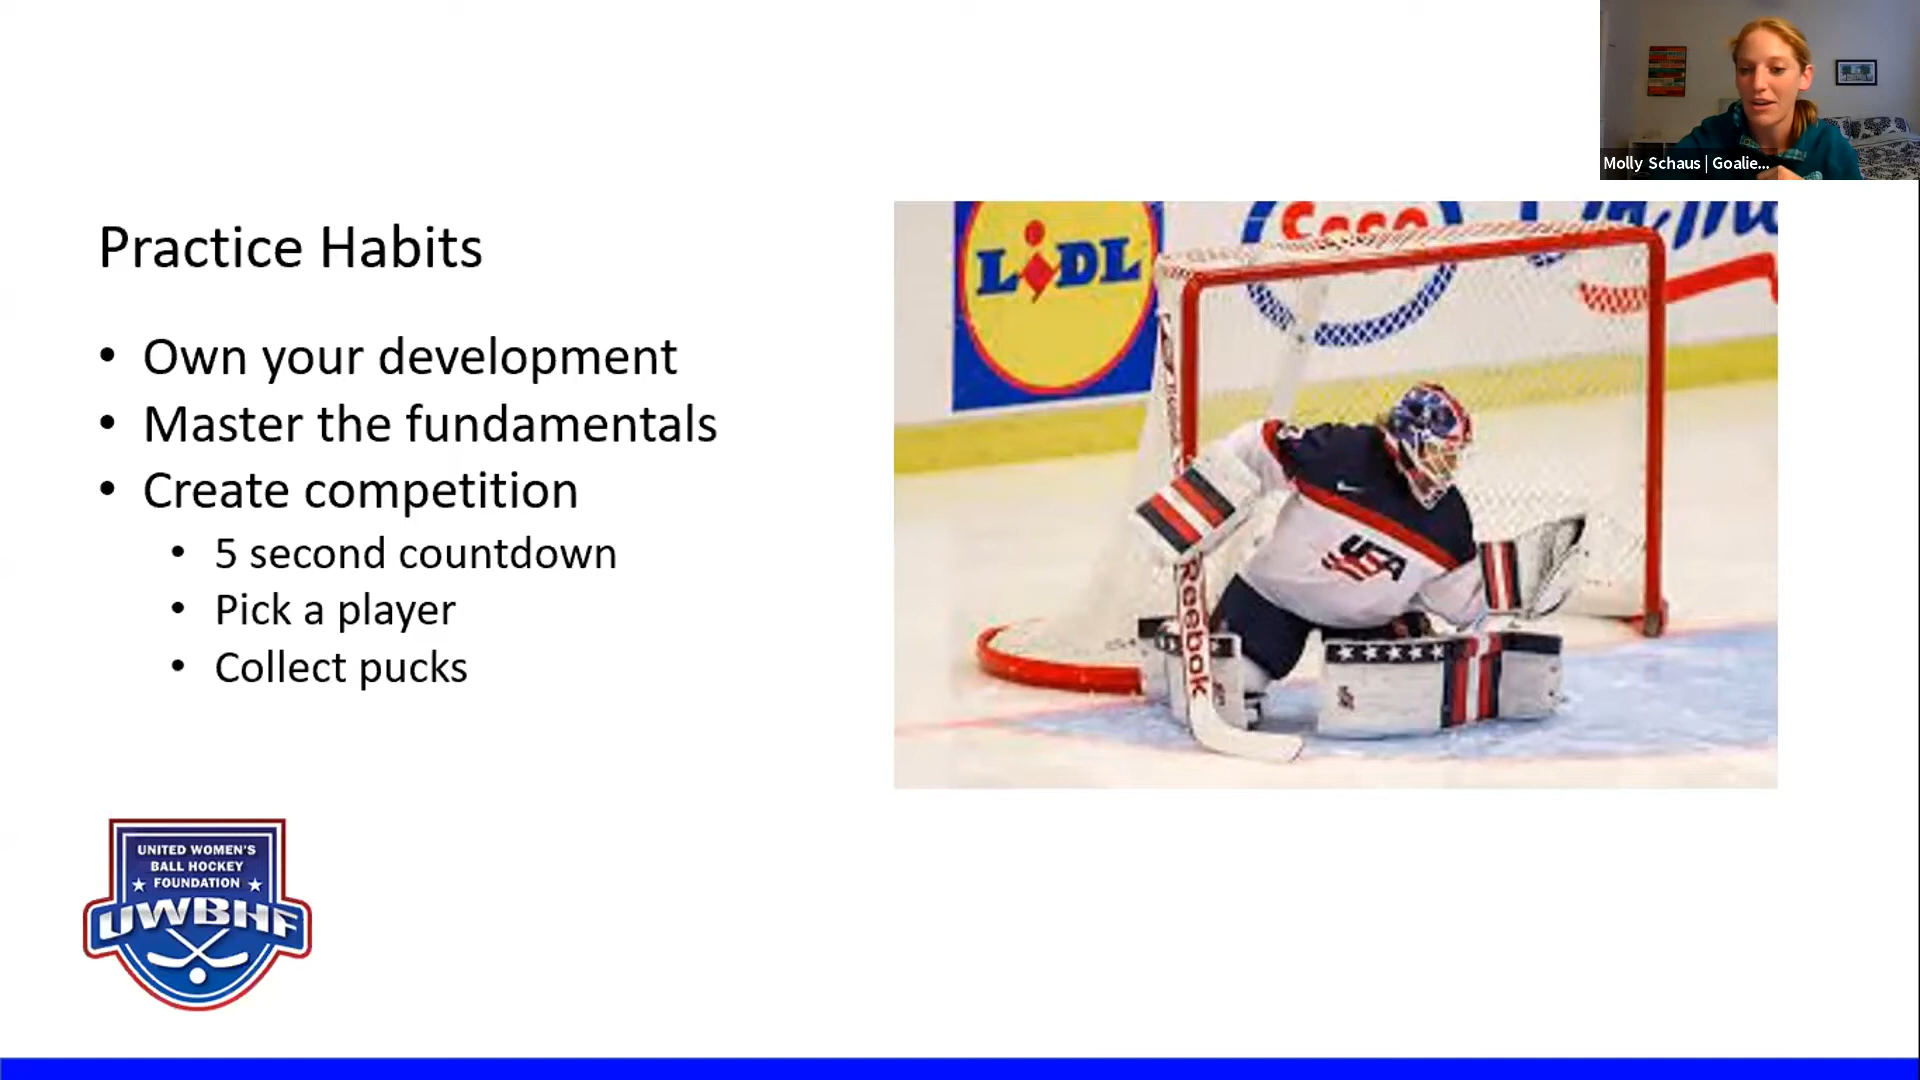 Molly Schaus | Goalie...
Practice Habits
• Own your development
• Master the fundamentals
• Create competition
• 5 second countdown
• Pick a player
• Collect pucks
LiDL
USA
Reebok
UNITED WOMEN'S
BALL HOCKEY
FOUNDATION
UWBHF